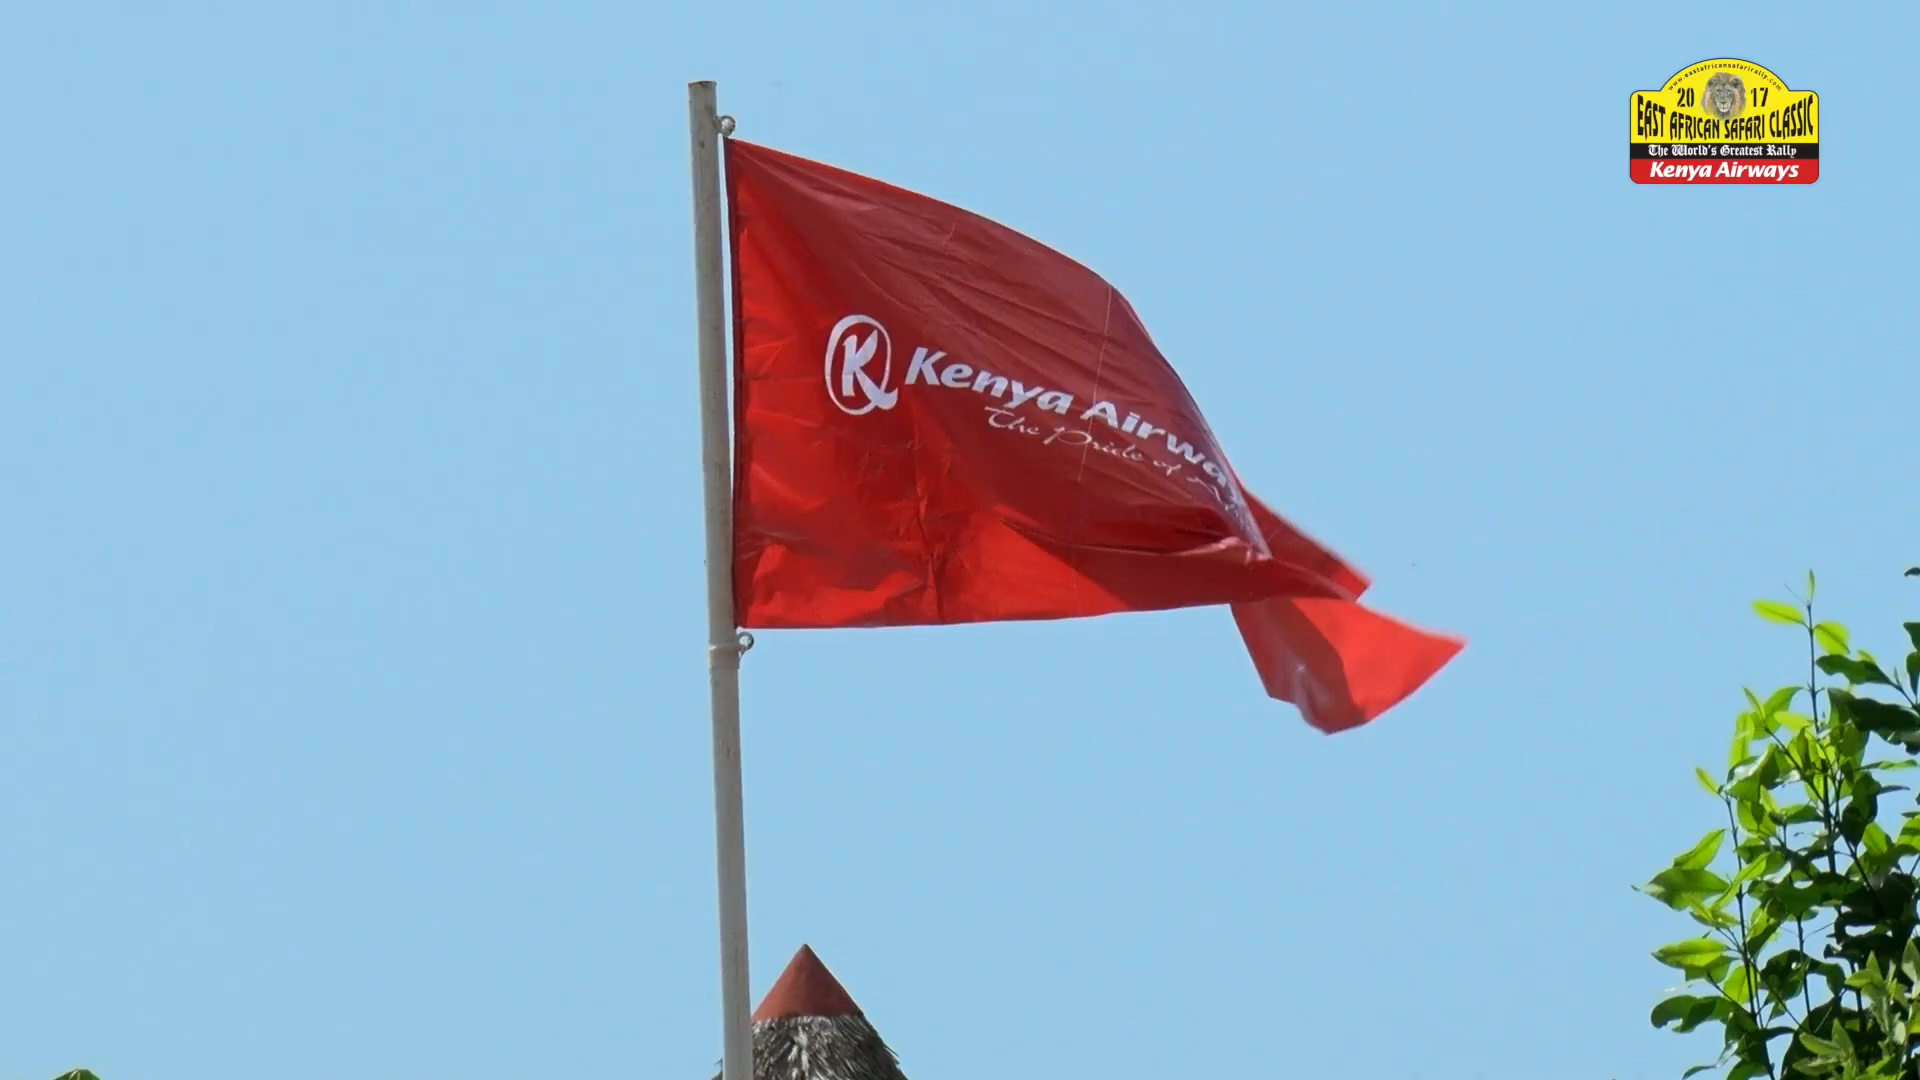 www.eastafricansafarirally.com
20 17
EAST AFRICAN SAFARI CLASSIC
The World's Greatest Rally
Kenya Airways
K Kenya Airwa
The Pride of